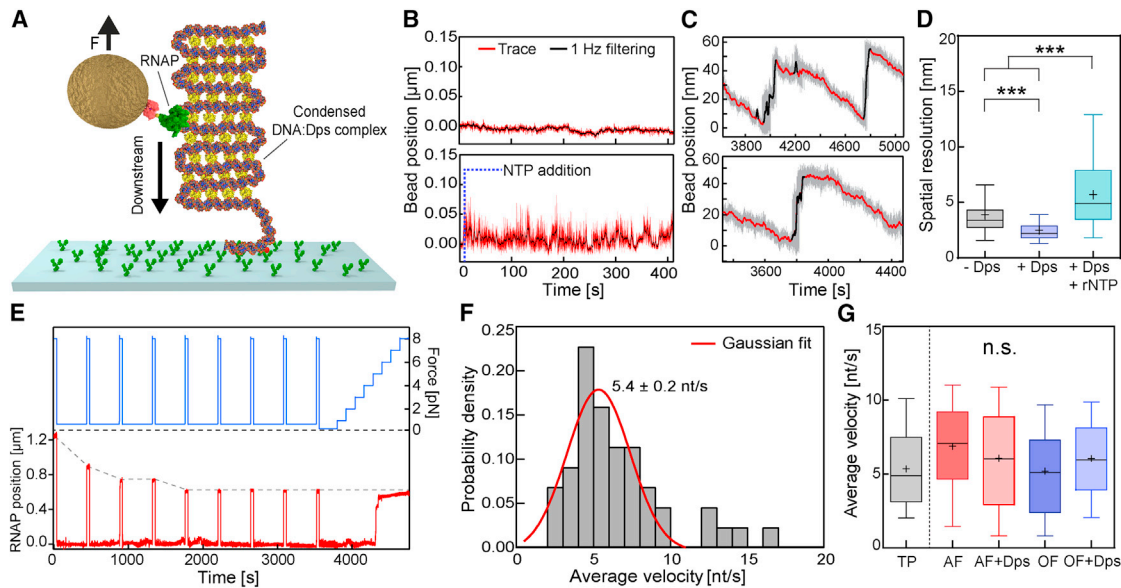 A
F
RNAP
Condensed
DNA:Dps complex
Downstream
B
Trace
1 Hz filtering
0.15
0.10
0.05
0.00
0.15
NTP addition
0.10
0.05
0.00
Bead position [μm]
0 100 200 300 400
Time [s]
C
60
40
20
0
3800 4200 4600 5000
60
40
20
0
Bead position [nm]
3600 4000 4400
Time [s]
D
Spatial resolution [nm]
20
15
10
5
0
***
***
- Dps + Dps + Dps
+ rNTP
E
8
6
4
2
0
Force [pN]
1.2
0.8
0.4
0.0
RNAP position [μm]
0 1000 2000 3000 4000
Time [s]
F
Probability density
0.25
0.20
0.15
0.10
0.05
0.00
Gaussian fit
5.4 ± 0.2 nt/s
5 10 15 20
Average velocity [nt/s]
G
Average velocity [nt/s]
15
10
5
0
n.s.
TP AF AF+Dps OF OF+Dps